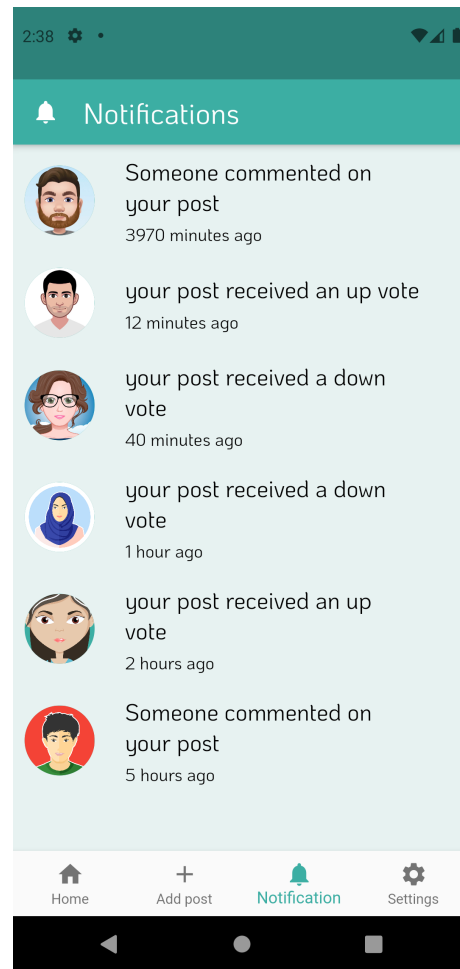 2:38
Notifications
Someone commented on
your post
3970 minutes ago
your post received an up vote
12 minutes ago
your post received a down
vote
40 minutes ago
your post received a down
vote
1 hour ago
your post received an up
vote
2 hours ago
Someone commented on
your post
5 hours ago
Home
Add post
Notification
Settings